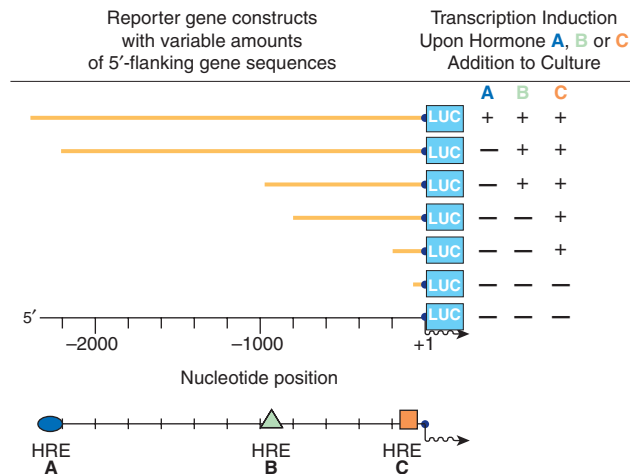 Reporter gene constructs
with variable amounts
of 5′-flanking gene sequences
Transcription Induction
Upon Hormone A, B or C
Addition to Culture
A B C
LUC + + +
LUC — + +
LUC — + +
LUC — — +
LUC — — +
LUC — — —
5′ LUC — — —
–2000 –1000 +1
Nucleotide position
HRE HRE HRE
A B C